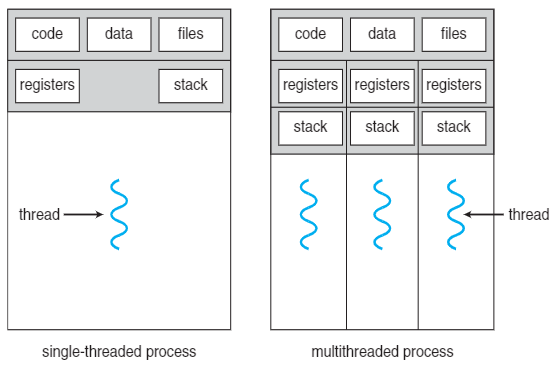 code data files
registers stack
thread
single-threaded process
code data files
registers registers registers
stack stack stack
thread
multithreaded process